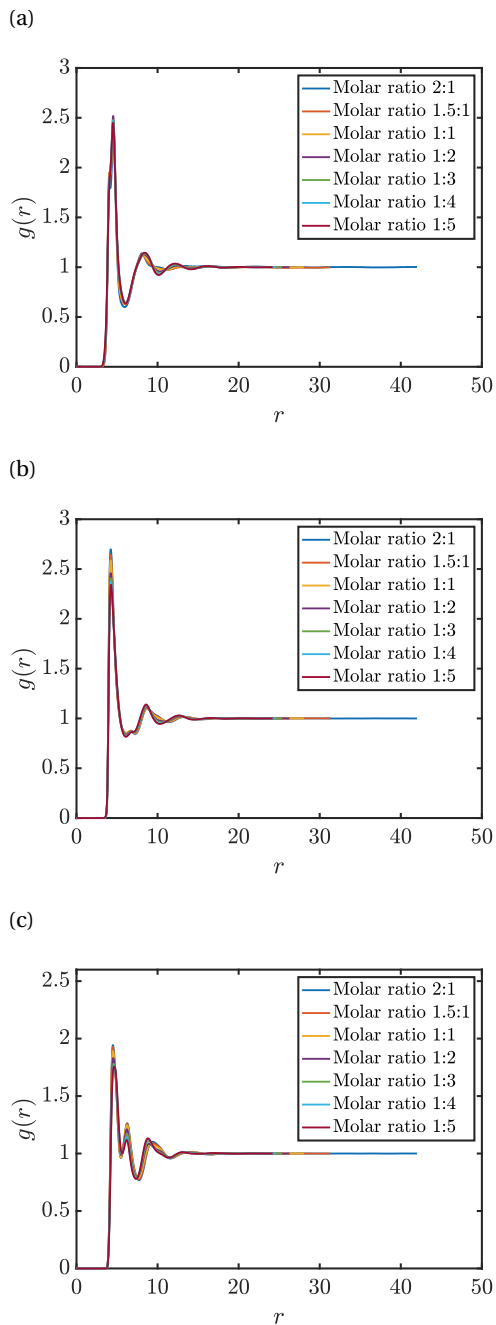 (a)
3
2.5
2
1.5
1
0.5
0
g(r)
Molar ratio 2:1
Molar ratio 1.5:1
Molar ratio 1:1
Molar ratio 1:2
Molar ratio 1:3
Molar ratio 1:4
Molar ratio 1:5
0 10 20 30 40 50
r
(b)
3
2.5
2
1.5
1
0.5
0
g(r)
Molar ratio 2:1
Molar ratio 1.5:1
Molar ratio 1:1
Molar ratio 1:2
Molar ratio 1:3
Molar ratio 1:4
Molar ratio 1:5
0 10 20 30 40 50
r
(c)
2.5
2
1.5
1
0.5
0
g(r)
Molar ratio 2:1
Molar ratio 1.5:1
Molar ratio 1:1
Molar ratio 1:2
Molar ratio 1:3
Molar ratio 1:4
Molar ratio 1:5
0 10 20 30 40 50
r